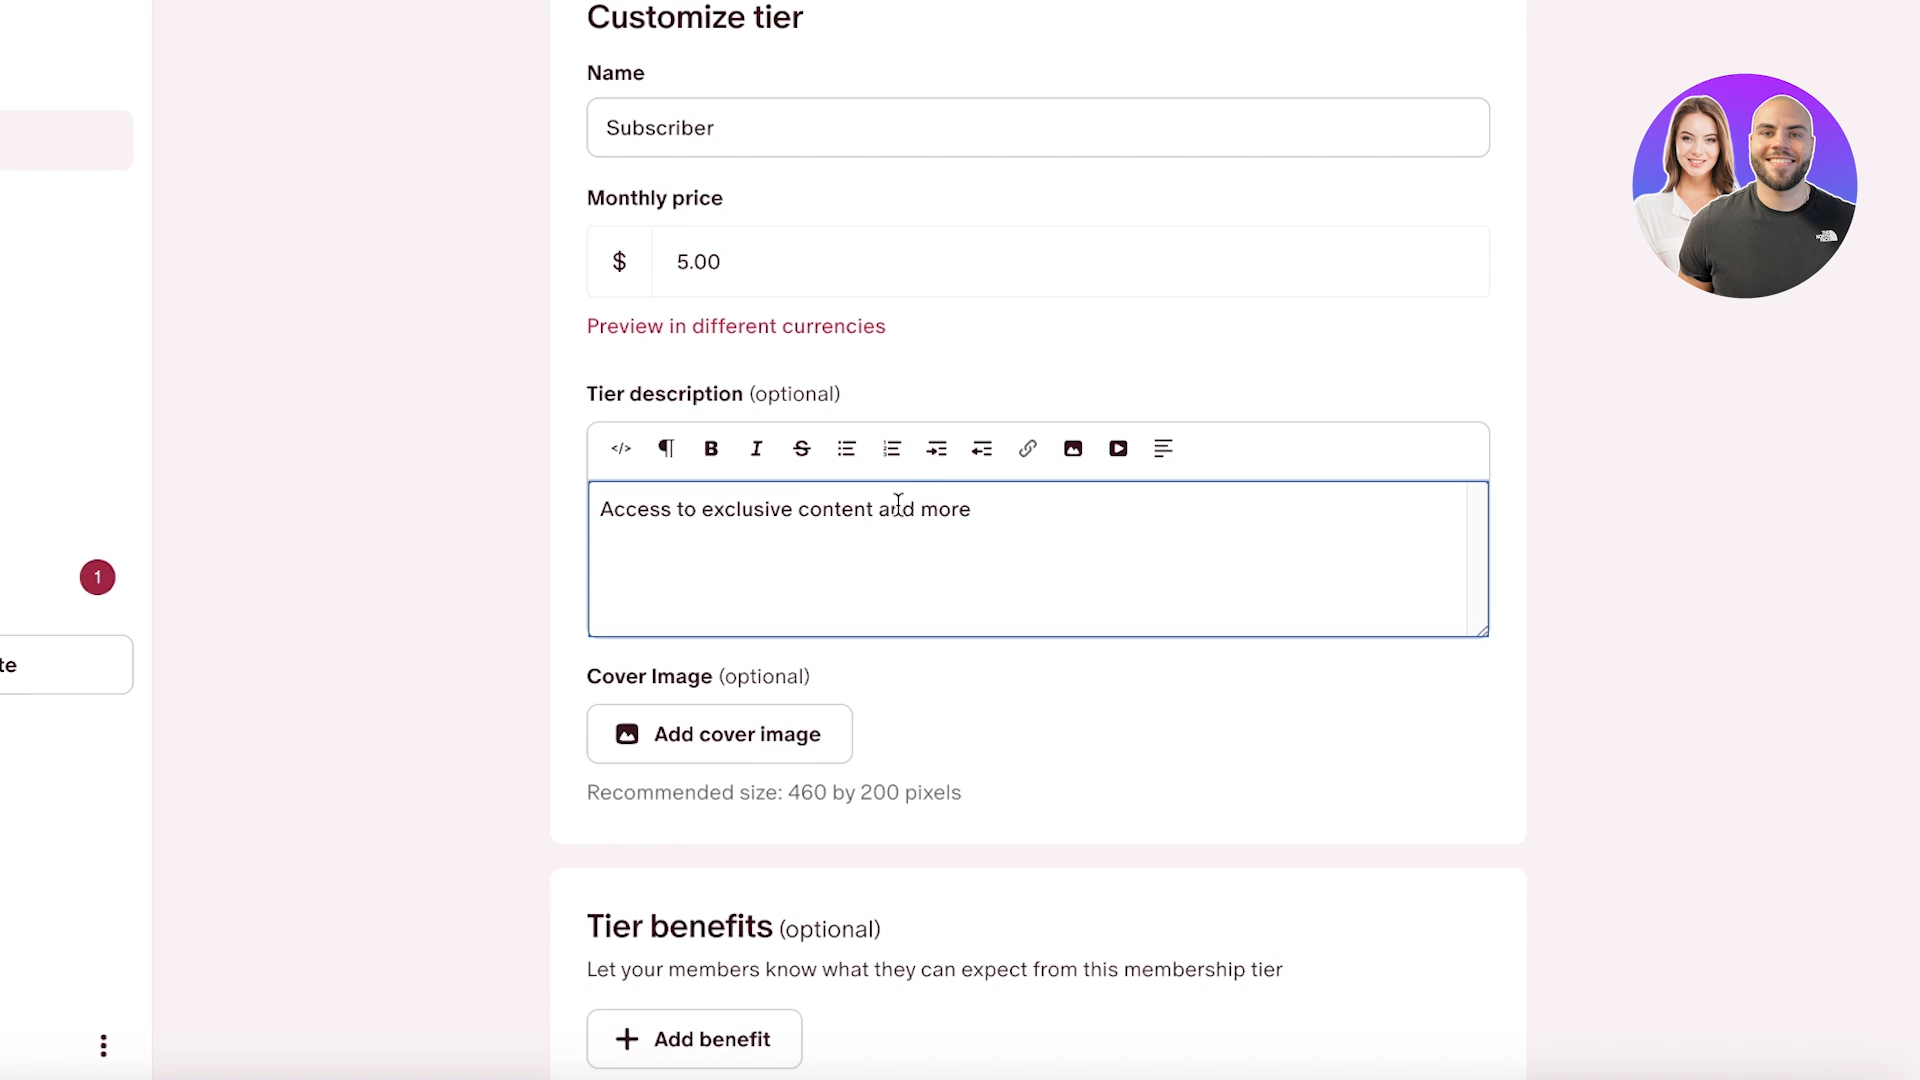 Customize tier
Name
Subscriber
Monthly price
$ 5.00
Preview in different currencies
Tier description (optional)
Access to exclusive content and more
Cover Image (optional)
Add cover image
Recommended size: 460 by 200 pixels
Tier benefits (optional)
Let your members know what they can expect from this membership tier
Add benefit
1
te